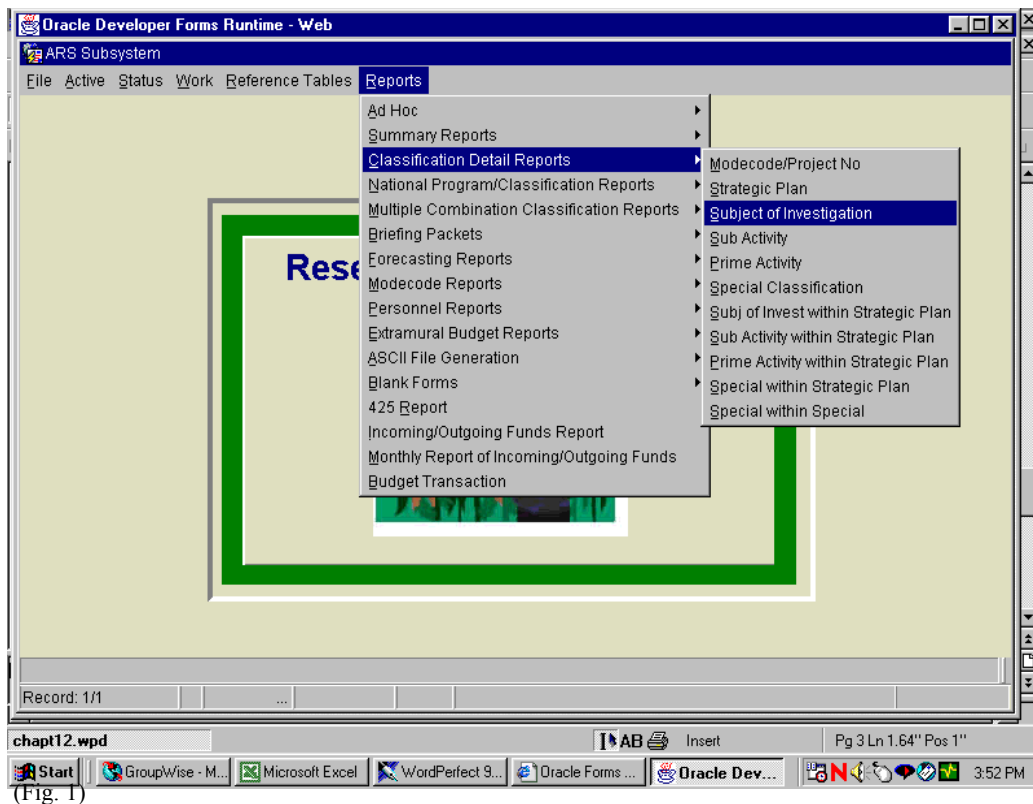 Oracle Developer Forms Runtime - Web
ARS Subsystem
File Active Status Work Reference Tables Reports
Ad Hoc
Summary Reports
Classification Detail Reports
National Program/Classification Reports
Multiple Combination Classification Reports
Briefing Packets
Forecasting Reports
Modecode Reports
Personnel Reports
Extramural Budget Reports
ASCII File Generation
Blank Forms
425 Report
Incoming/Outgoing Funds Report
Monthly Report of Incoming/Outgoing Funds
Budget Transaction
Modecode/Project No
Strategic Plan
Subject of Investigation
Sub Activity
Prime Activity
Special Classification
Subj of Invest within Strategic Plan
Sub Activity within Strategic Plan
Prime Activity within Strategic Plan
Special within Strategic Plan
Special within Special
Rese
Record: 1/1 ...
chapt12.wpd AB Insert Pg 3 Ln 1.64" Pos 1"
Start GroupWise - M... Microsoft Excel WordPerfect 9... Oracle Forms ... Oracle Dev... N 3:52 PM
(Fig. 1)